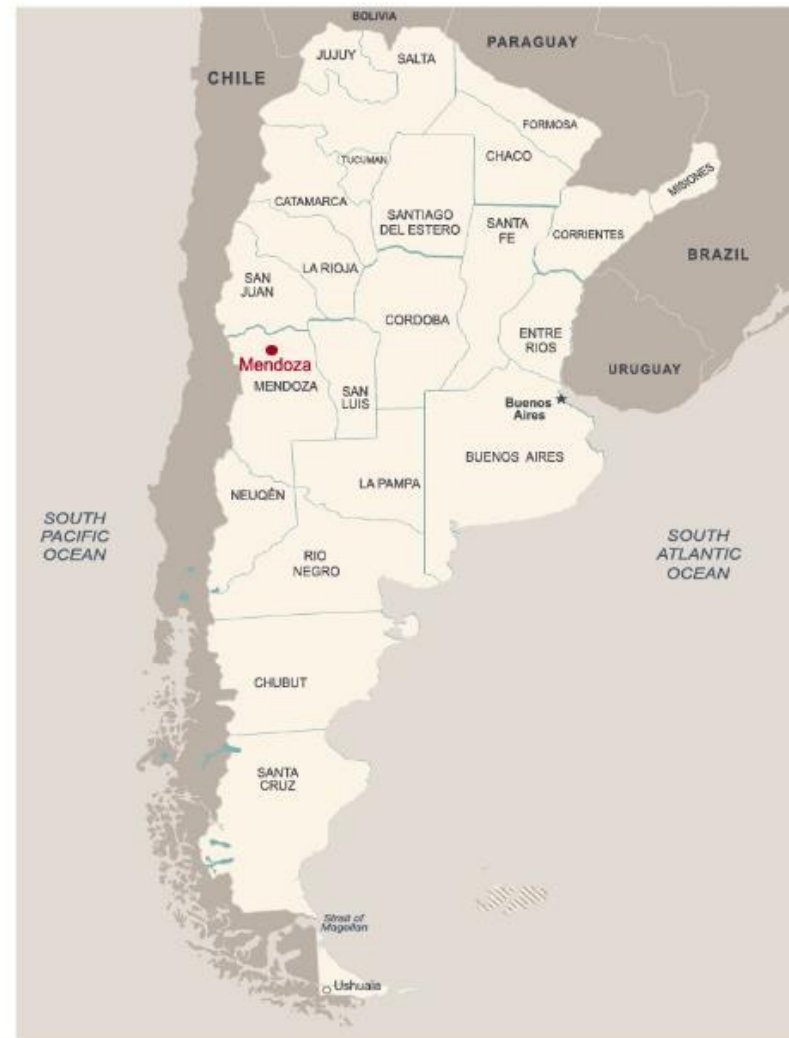 BOLIVIA
PARAGUAY
JUJUY
SALTA
CHILE
FORMOSA
CHACO
TUCUMAN
MISIONES
CATAMARCA
SANTIAGO
DEL ESTERO
SANTA
FE
CORRIENTES
BRAZIL
LA RIOJA
SAN
JUAN
CORDOBA
ENTRE
RIOS
Mendoza
MENDOZA
SAN
LUIS
URUGUAY
Buenos
Aires
BUENOS AIRES
LA PAMPA
NEUQÉN
SOUTH
PACIFIC
OCEAN
SOUTH
ATLANTIC
OCEAN
RIO
NEGRO
CHUBUT
SANTA
CRUZ
Strait of
Magellan
Ushuaia